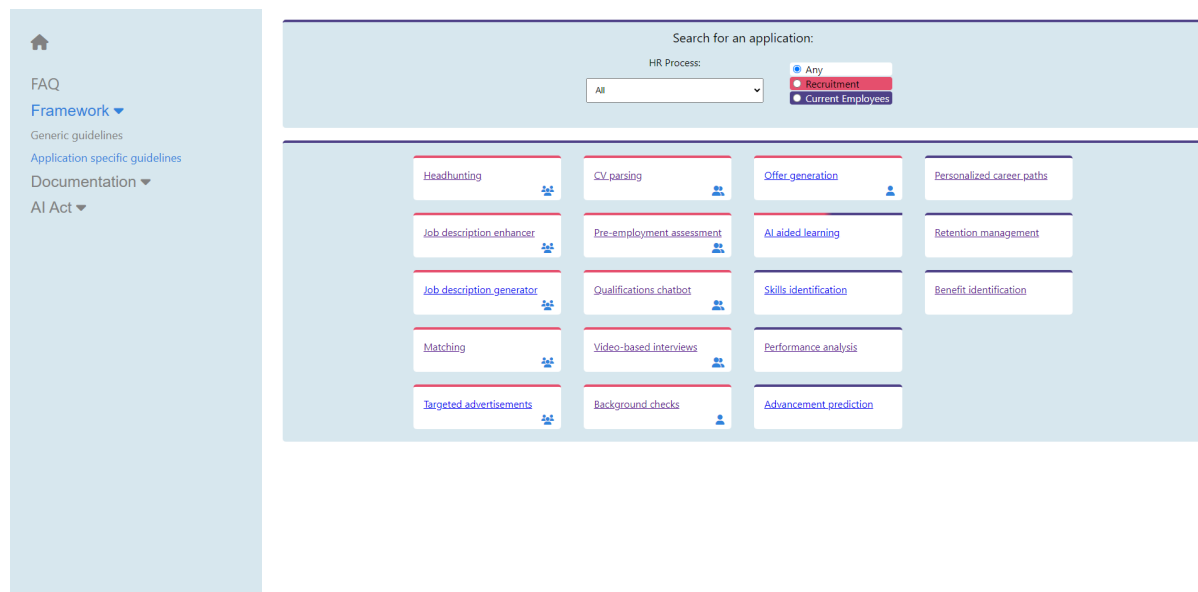 FAQ
Framework
Generic guidelines
Application specific guidelines
Documentation
AI Act
Search for an application:
HR Process:
All
Any
Recruitment
Current Employees
Headhunting
CV parsing
Offer generation
Personalized career paths
Job description enhancer
Pre-employment assessment
AI aided learning
Retention management
Job description generator
Qualifications chatbot
Skills identification
Benefit identification
Matching
Video-based interviews
Performance analysis
Targeted advertisements
Background checks
Advancement prediction